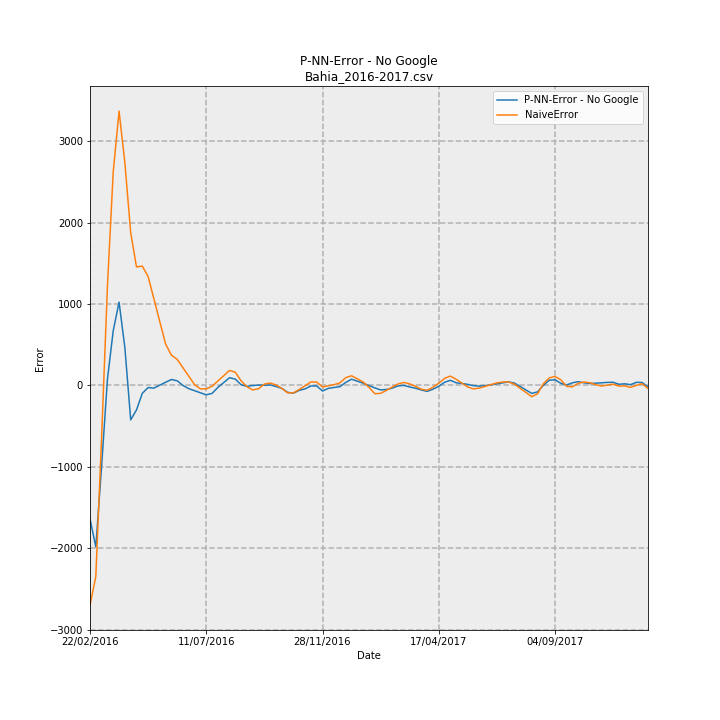 P-NN-Error - No Google
Bahia_2016-2017.csv
P-NN-Error - No Google
NaiveError
3000
2000
1000
0
−1000
−2000
−3000
Error
22/02/2016 11/07/2016 28/11/2016 17/04/2017 04/09/2017
Date